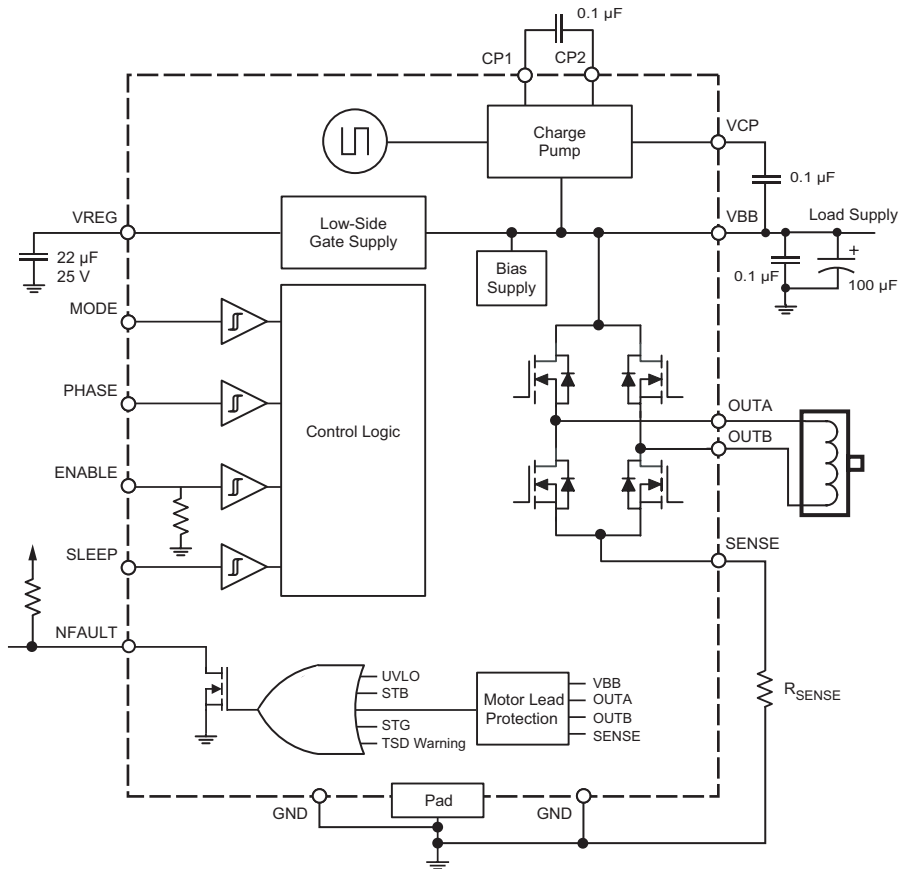 0.1 µF
CP1
CP2
Charge
Pump
VCP
0.1 µF
VREG
Low-Side
Gate Supply
VBB
Load Supply
22 µF
25 V
Bias
Supply
0.1 µF
+
100 µF
MODE
PHASE
Control Logic
OUTA
OUTB
ENABLE
SLEEP
SENSE
NFAULT
UVLO
STB
STG
TSD Warning
Motor Lead
Protection
VBB
OUTA
OUTB
SENSE
RSENSE
GND
Pad
GND